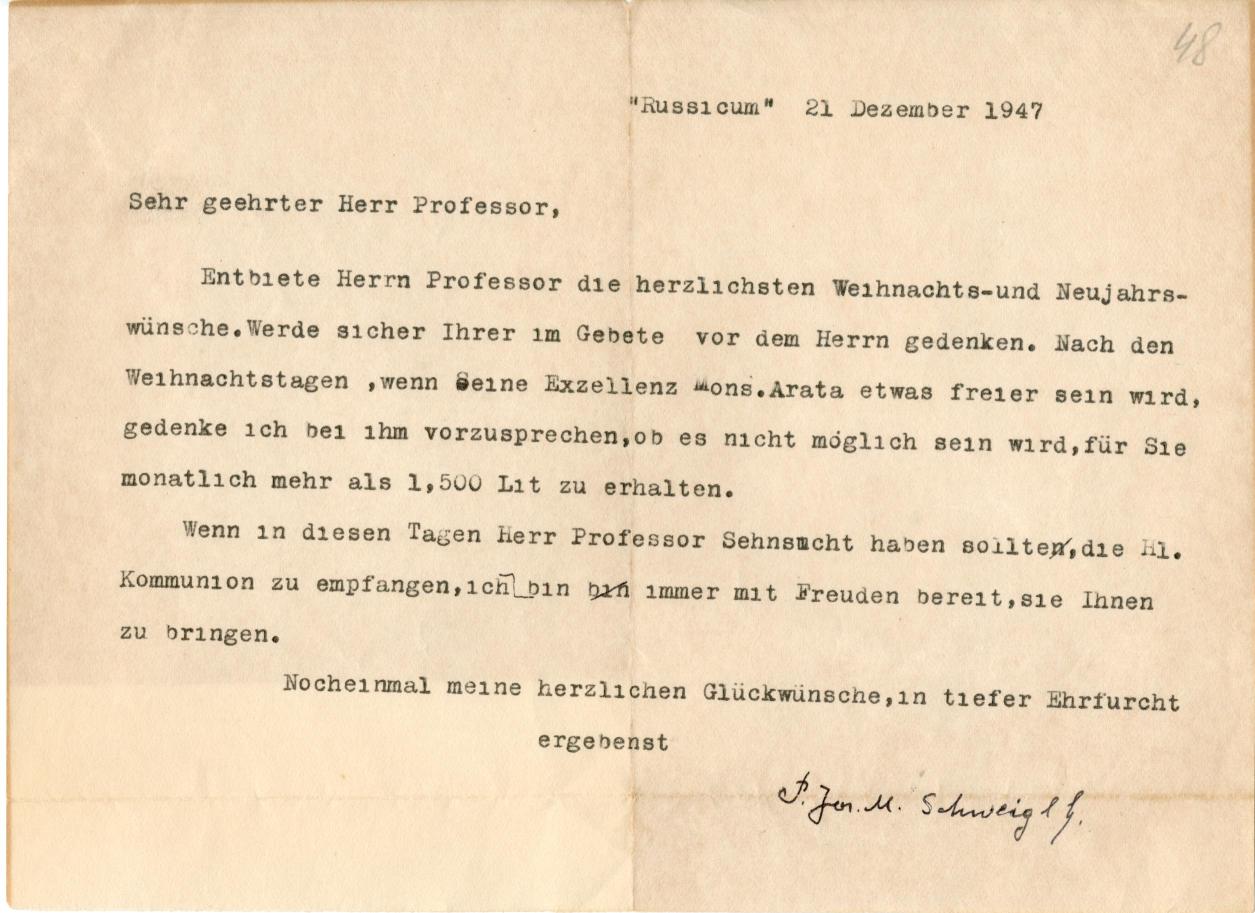 48
"Russicum" 21 Dezember 1947
Sehr geehrter Herr Professor,
Entbiete Herrn Professor die herzlichsten Weihnachts-und Neujahrs-
wünsche.Werde sicher Ihrer im Gebete vor dem Herrn gedenken. Nach den
Weihnachtstagen ,wenn Seine Exzellenz Mons.Arata etwas freier sein wird,
gedenke ich bei ihm vorzusprechen,ob es nicht möglich sein wird,für Sie
monatlich mehr als 1,500 Lit zu erhalten.
Wenn in diesen Tagen Herr Professor Sehnsucht haben sollten,die Hl.
Kommunion zu empfangen,ich bin bin immer mit Freuden bereit,sie Ihnen
zu bringen.
Nocheinmal meine herzlichen Glückwünsche,in tiefer Ehrfurcht
ergebenst
P. Jos. M. Schweigl